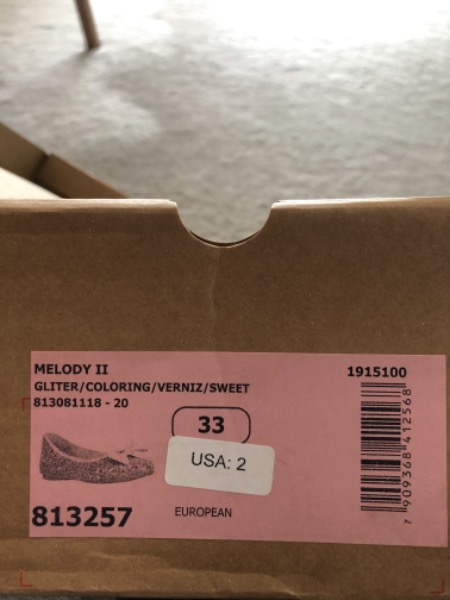 MELODY II
1915100
GLITER/COLORING/VERNIZ/SWEET
813081118 - 20
33
USA: 2
813257
EUROPEAN
7 909368 412568